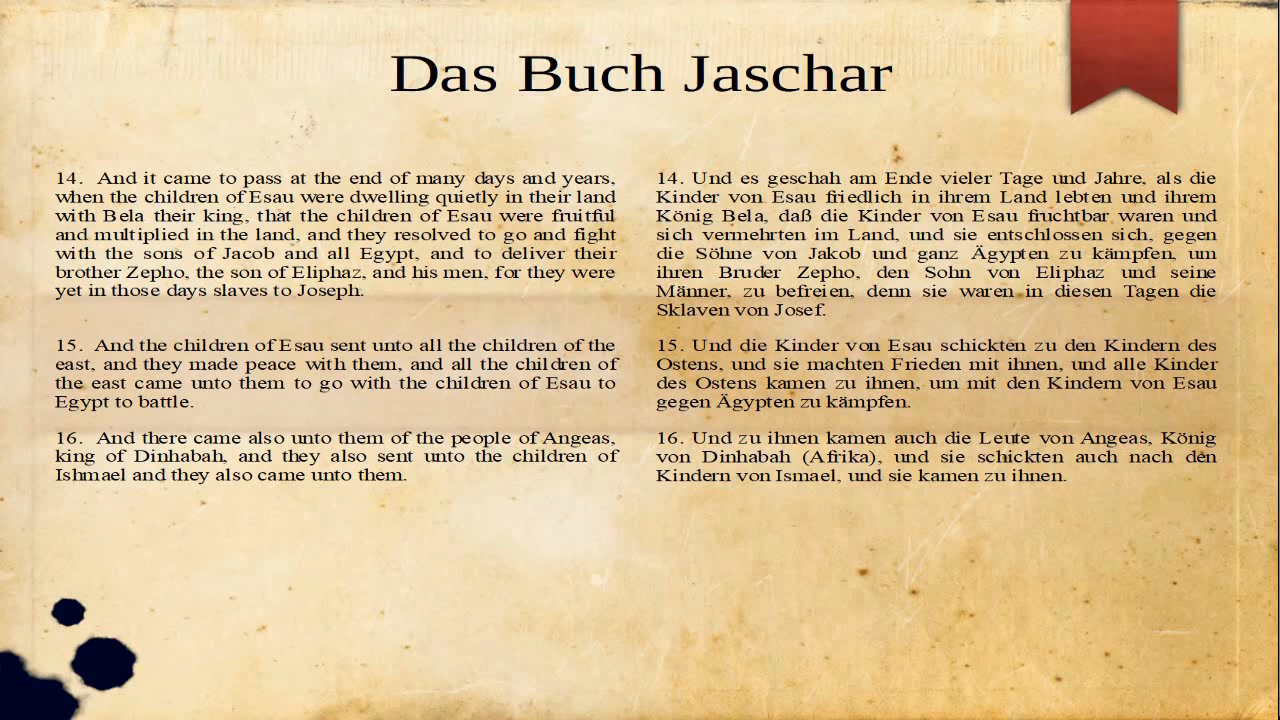 Das Buch Jaschar
14. And it came to pass at the end of many days and years,
when the children of Esau were dwelling quietly in their land
with Bela their king, that the children of Esau were fruitful
and multiplied in the land, and they resolved to go and fight
with the sons of Jacob and all Egypt, and to deliver their
brother Zepho, the son of Eliphaz, and his men, for they were
yet in those days slaves to Joseph.
15. And the children of Esau sent unto all the children of the
east, and they made peace with them, and all the children of
the east came unto them to go with the children of Esau to
Egypt to battle.
16. And there came also unto them of the people of Angeas,
king of Dinhabah, and they also sent unto the children of
Ishmael and they also came unto them.
14. Und es geschah am Ende vieler Tage und Jahre, als die
Kinder von Esau friedlich in ihrem Land lebten und ihrem
König Bela, daß die Kinder von Esau fruchtbar waren und
sich vermehrten im Land, und sie entschlossen sich, gegen
die Söhne von Jakob und ganz Ägypten zu kämpfen, um
ihren Bruder Zepho, den Sohn von Eliphaz und seine
Männer, zu befreien, denn sie waren in diesen Tagen die
Sklaven von Josef.
15. Und die Kinder von Esau schickten zu den Kindern des
Ostens, und sie machten Frieden mit ihnen, und alle Kinder
des Ostens kamen zu ihnen, um mit den Kindern von Esau
gegen Ägypten zu kämpfen.
16. Und zu ihnen kamen auch die Leute von Angeas, König
von Dinhabah (Afrika), und sie schickten auch nach den
Kindern von Ismael, und sie kamen zu ihnen.